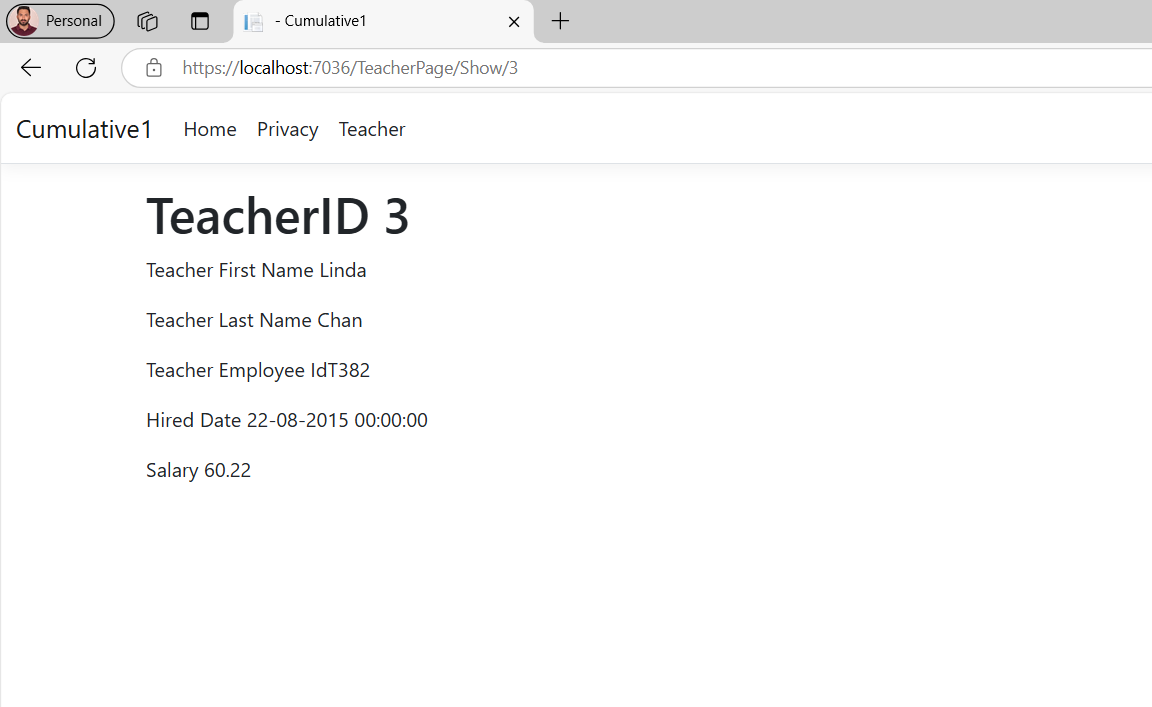 Personal
- Cumulative1
https://localhost:7036/TeacherPage/Show/3
Cumulative1 Home Privacy Teacher
TeacherID 3
Teacher First Name Linda
Teacher Last Name Chan
Teacher Employee IdT382
Hired Date 22-08-2015 00:00:00
Salary 60.22